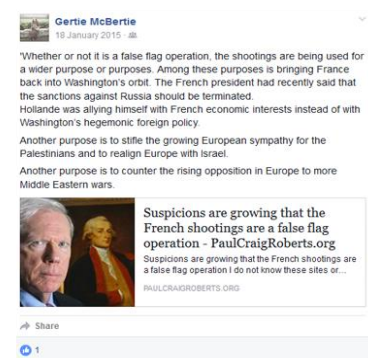 Gertie McBertie
18 January 2015 ·
'Whether or not it is a false flag operation, the shootings are being used for
a wider purpose or purposes. Among these purposes is bringing France
back into Washington's orbit. The French president had recently said that
the sanctions against Russia should be terminated.
Hollande was allying himself with French economic interests instead of with
Washington's hegemonic foreign policy.
Another purpose is to stifle the growing European sympathy for the
Palestinians and to realign Europe with Israel.
Another purpose is to counter the rising opposition in Europe to more
Middle Eastern wars.
Suspicions are growing that the
French shootings are a false flag
operation - PaulCraigRoberts.org
Suspicions are growing that the French shootings are
a false flag operation I do not know these sites or...
PAULCRAIGROBERTS.ORG
Share
1